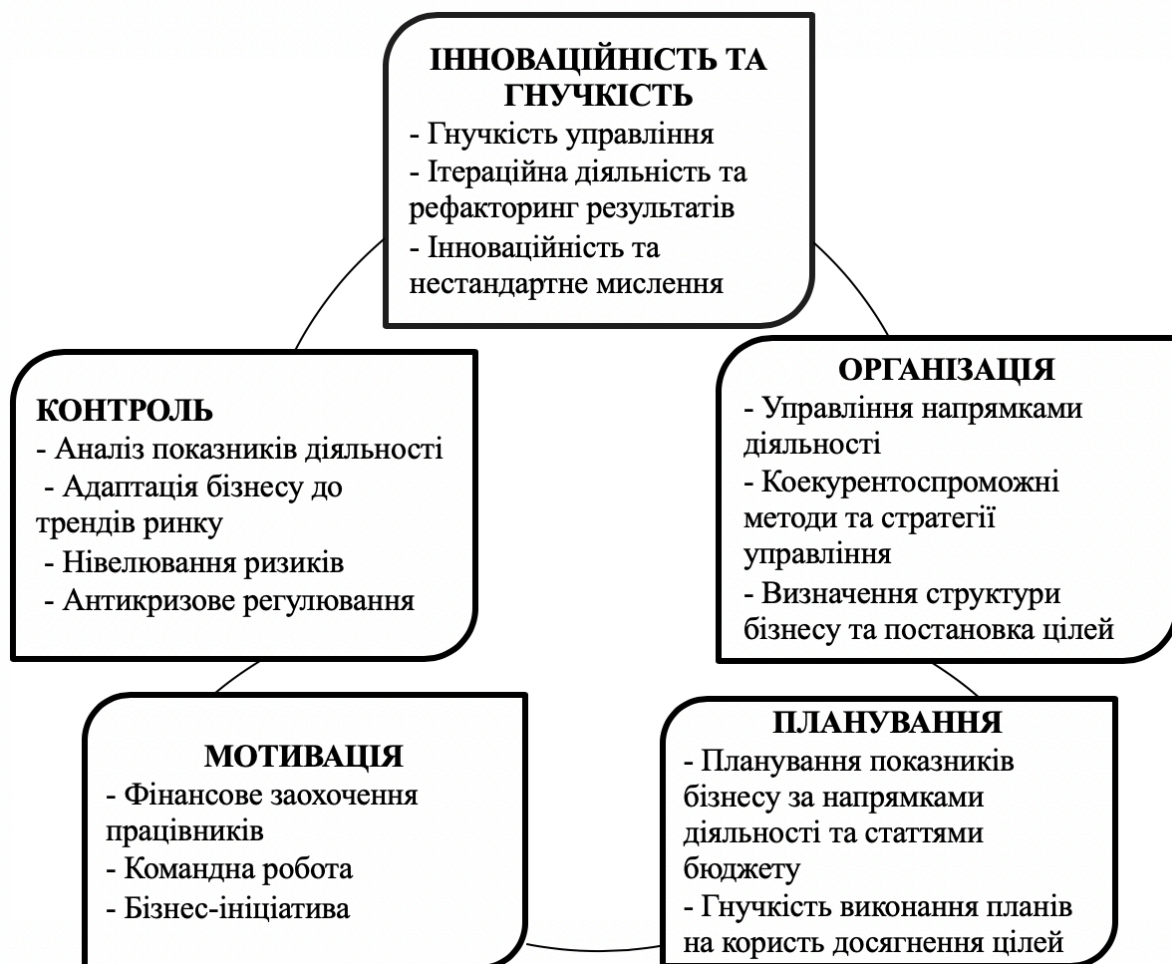 ІННОВАЦІЙНІСТЬ ТА
ГНУЧКІСТЬ
- Гнучкість управління
- Ітераційна діяльність та
рефакторинг результатів
- Інноваційність та
нестандартне мислення
КОНТРОЛЬ
- Аналіз показників діяльності
- Адаптація бізнесу до
трендів ринку
- Нівелювання ризиків
- Антикризове регулювання
ОРГАНІЗАЦІЯ
- Управління напрямками
діяльності
- Коекурентоспроможні
методи та стратегії
управління
- Визначення структури
бізнесу та постановка цілей
МОТИВАЦІЯ
- Фінансове заохочення
працівників
- Командна робота
- Бізнес-ініціатива
ПЛАНУВАННЯ
- Планування показників
бізнесу за напрямками
діяльності та статтями
бюджету
- Гнучкість виконання планів
на користь досягнення цілей